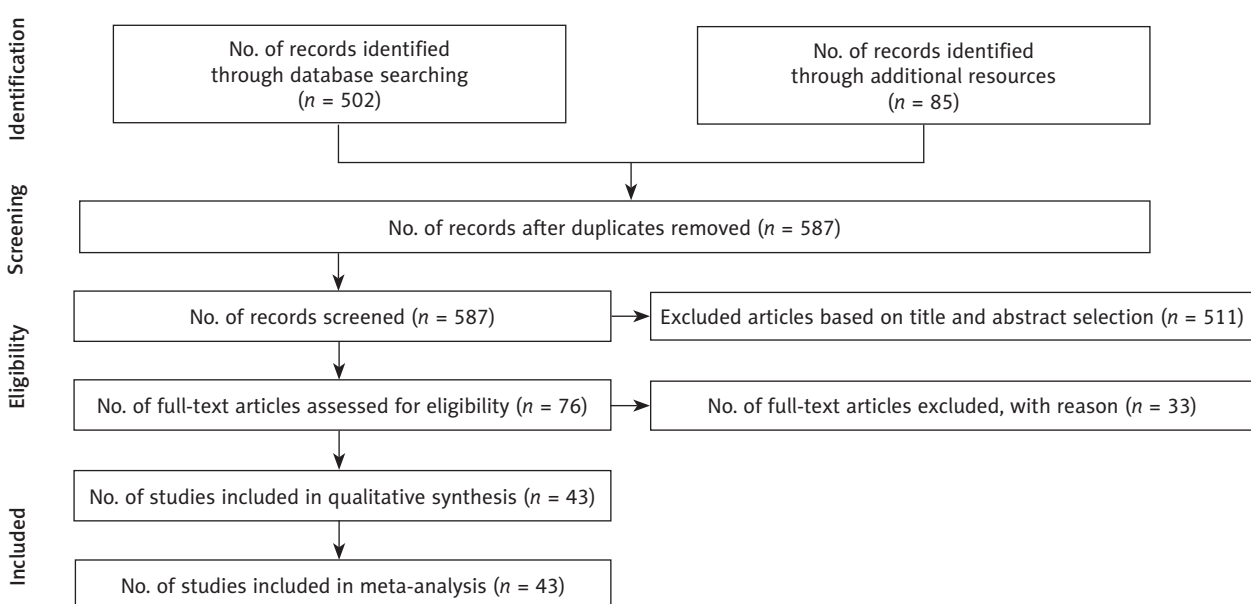 Identification
No. of records identified
through database searching
(n = 502)
No. of records identified
through additional resources
(n = 85)
Screening
No. of records after duplicates removed (n = 587)
Eligibility
No. of records screened (n = 587)
Excluded articles based on title and abstract selection (n = 511)
No. of full-text articles assessed for eligibility (n = 76)
No. of full-text articles excluded, with reason (n = 33)
Included
No. of studies included in qualitative synthesis (n = 43)
No. of studies included in meta-analysis (n = 43)